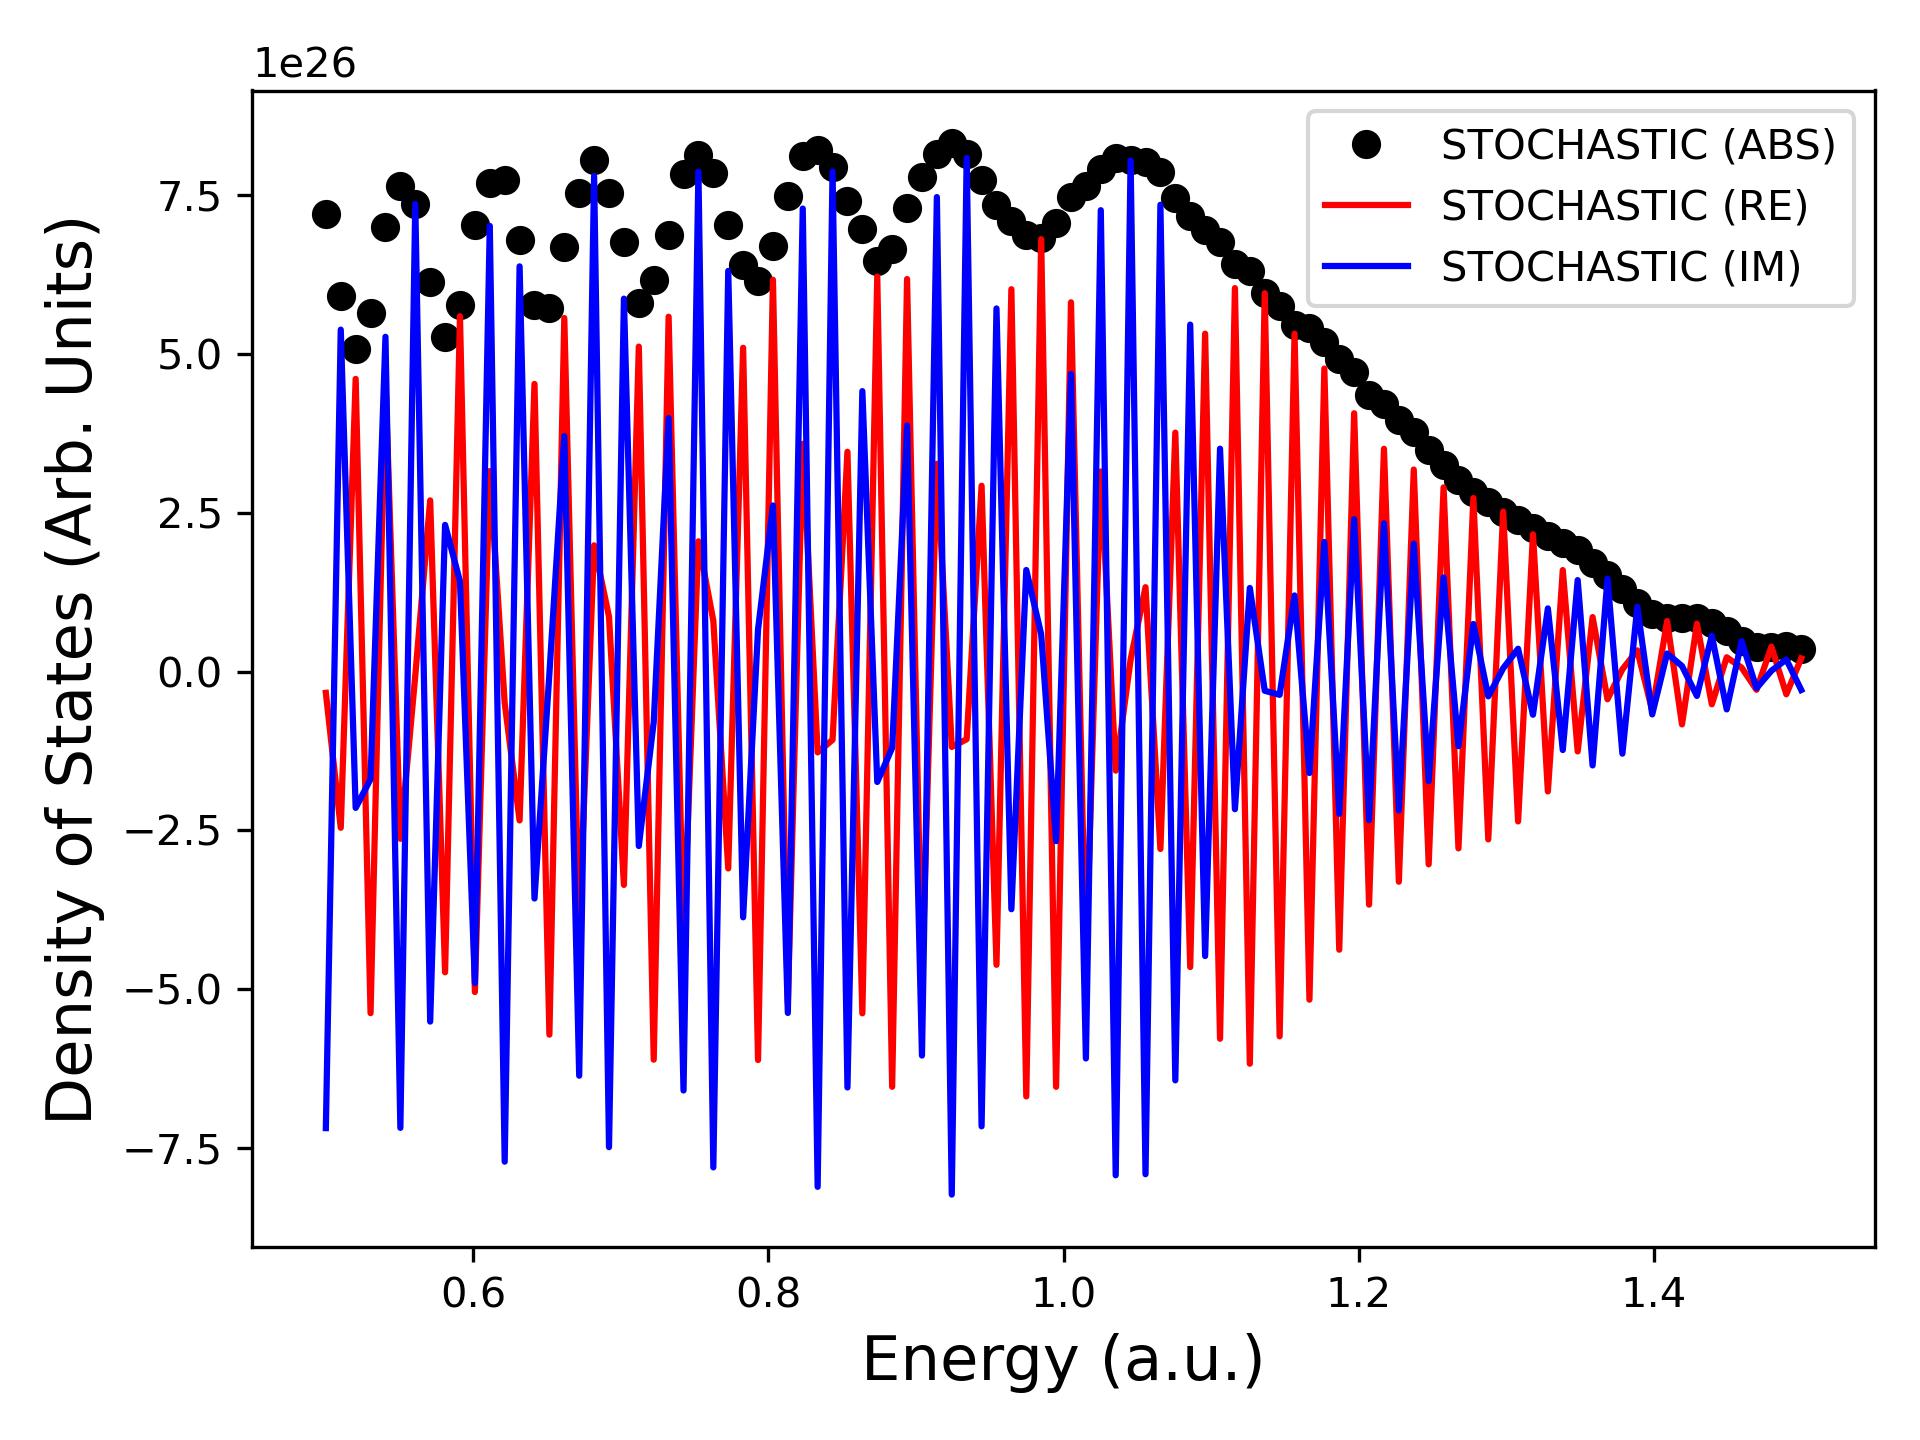 1e26
STOCHASTIC (ABS)
STOCHASTIC (RE)
STOCHASTIC (IM)
7.5
5.0
2.5
0.0
−2.5
−5.0
−7.5
Density of States (Arb. Units)
0.6
0.8
1.0
1.2
1.4
Energy (a.u.)